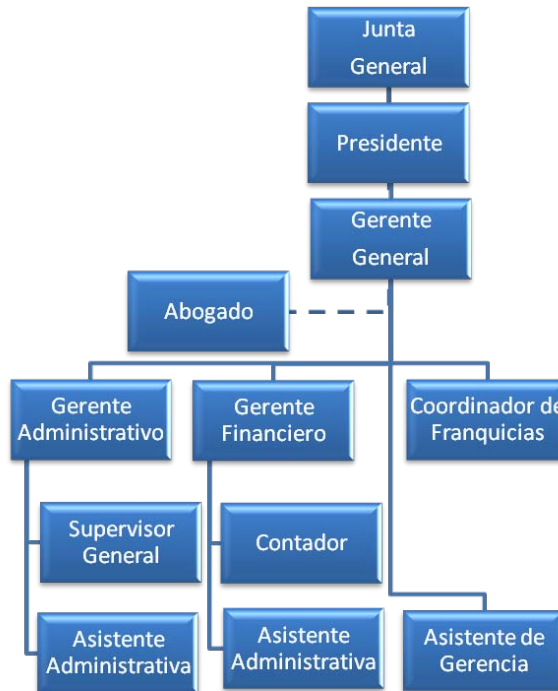 Junta
General
Presidente
Gerente
General
Abogado
Gerente
Administrativo
Gerente
Financiero
Coordinador de
Franquicias
Supervisor
General
Contador
Asistente
Administrativa
Asistente
Administrativa
Asistente de
Gerencia